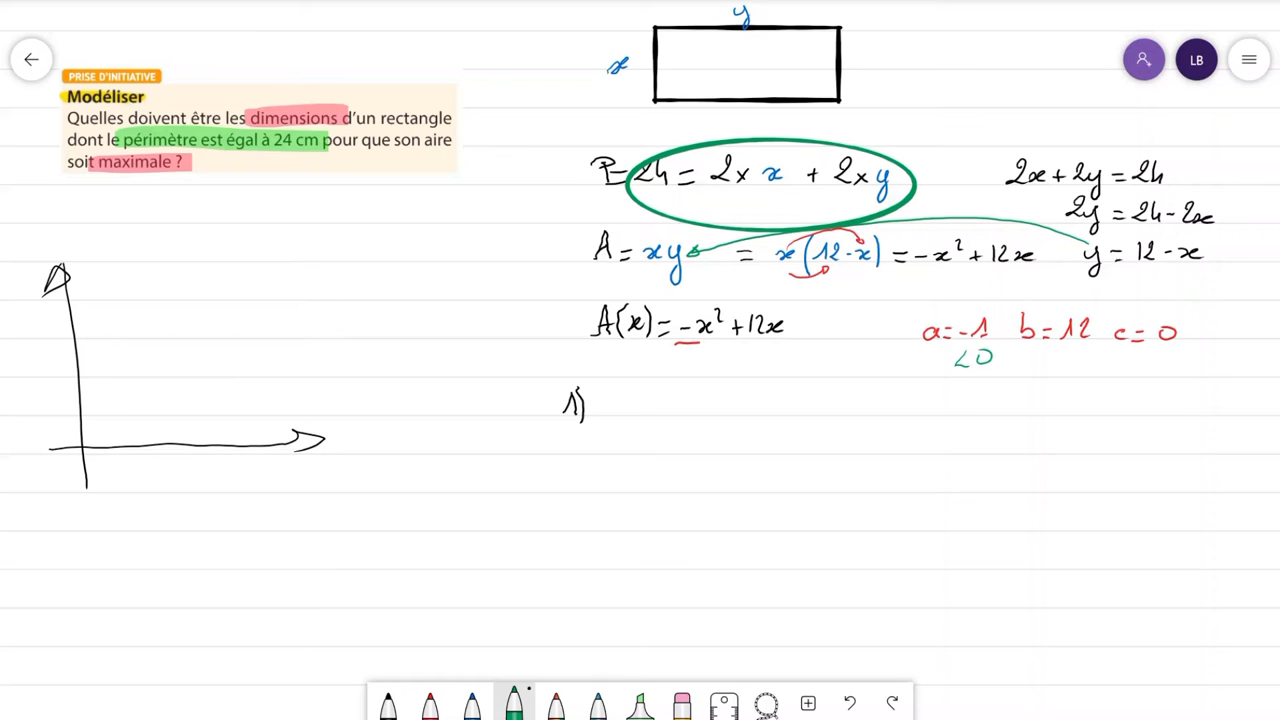 y
LB
PRISE D'INITIATIVE
Modéliser
Quelles doivent être les dimensions d'un rectangle
dont le périmètre est égal à 24 cm pour que son aire
soit maximale ?
x
P = 24 = 2 × x + 2 × y
2x + 2y = 24
2y = 24 - 2x
A = xy = x(12 - x) = -x² + 12x
y = 12 - x
A(x) = -x² + 12x
a = -1 b = 12 c = 0
< 0
1)